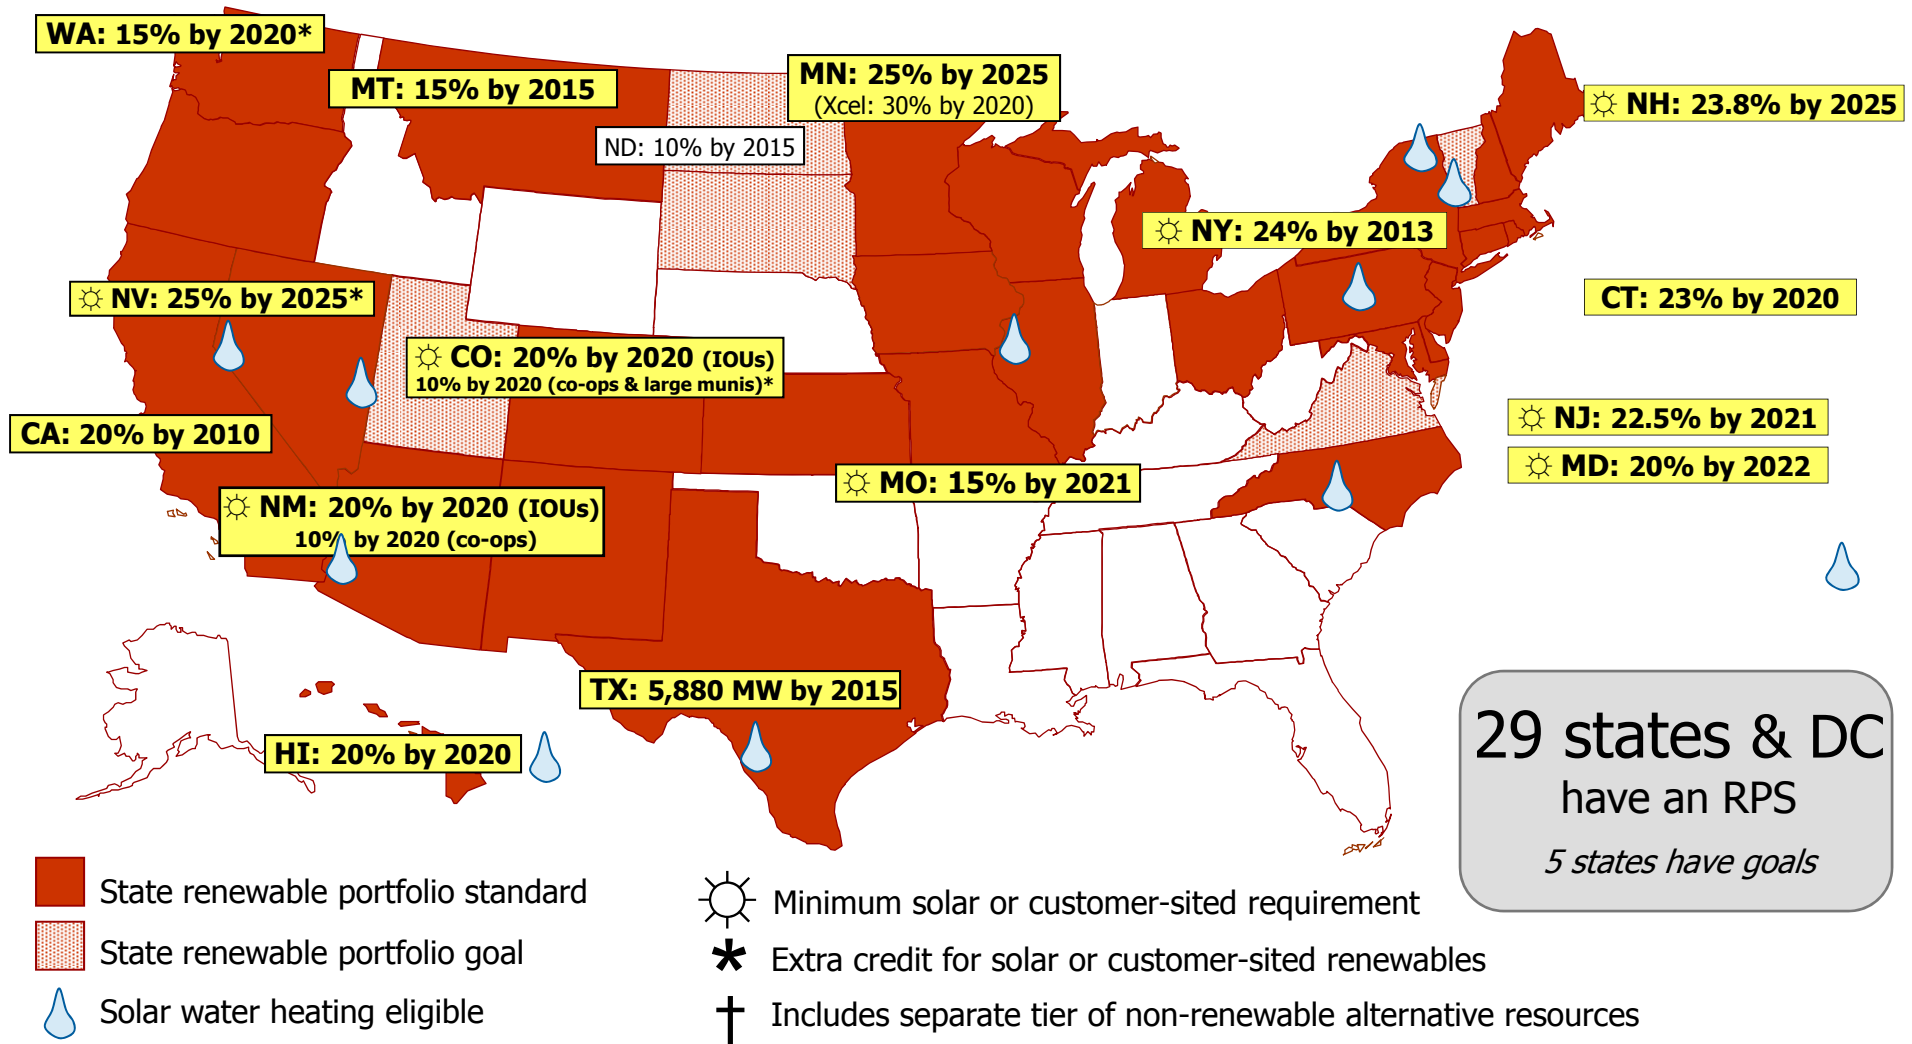 WA: 15% by 2020*
MT: 15% by 2015
MN: 25% by 2025
(Xcel: 30% by 2020)
☼ NH: 23.8% by 2025
ND: 10% by 2015
☼ NY: 24% by 2013
☼ NV: 25% by 2025*
CT: 23% by 2020
☼ CO: 20% by 2020 (IOUs)
10% by 2020 (co-ops & large munis)*
CA: 20% by 2010
☼ NJ: 22.5% by 2021
☼ MD: 20% by 2022
☼ MO: 15% by 2021
☼ NM: 20% by 2020 (IOUs)
10% by 2020 (co-ops)
TX: 5,880 MW by 2015
HI: 20% by 2020
29 states & DC
have an RPS
5 states have goals
State renewable portfolio standard
State renewable portfolio goal
Solar water heating eligible
☼ Minimum solar or customer-sited requirement
* Extra credit for solar or customer-sited renewables
† Includes separate tier of non-renewable alternative resources